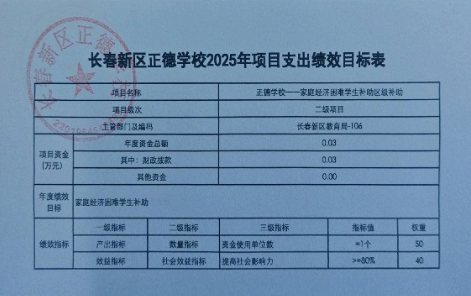 长春新区正德学校2025年项目支出绩效目标表
项目名称 正德学校——家庭经济困难学生补助区级补助
项目级次 二级项目
主管部门及编码 长春新区教育局-106
项目资金(万元) 年度资金总额 0.03
其中：财政拨款 0.03
其他资金 0.00
年度绩效目标 家庭经济困难学生补助
绩效指标 一级指标 二级指标 三级指标 指标值 权重
产出指标 数量指标 资金使用单位数 =1个 50
效益指标 社会效益指标 提高社会影响力 >=80% 40